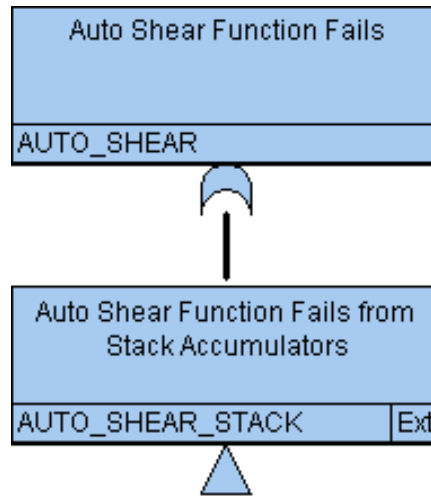 Auto Shear Function Fails
AUTO_SHEAR
Auto Shear Function Fails from
Stack Accumulators
AUTO_SHEAR_STACK Ext